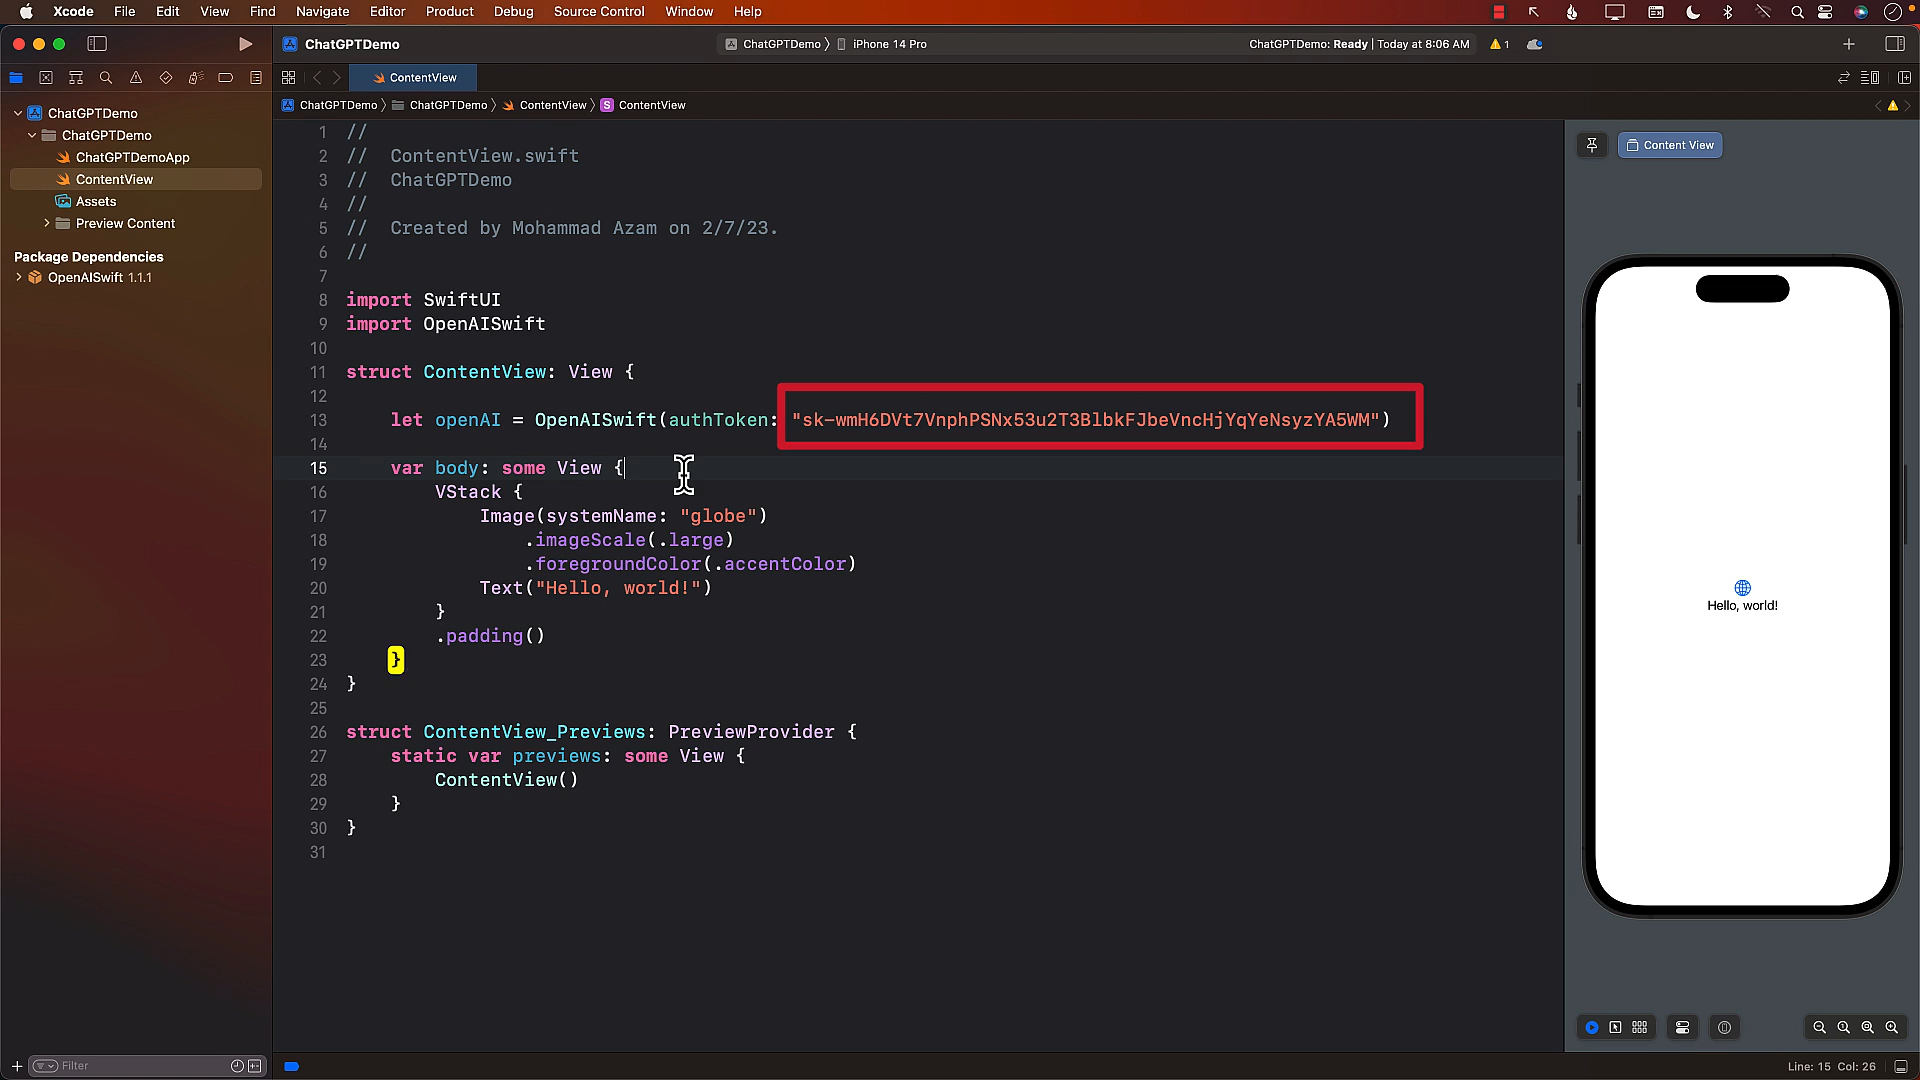 Xcode File Edit View Find Navigate Editor Product Debug Source Control Window Help
ChatGPTDemo
ChatGPTDemo iPhone 14 Pro
ChatGPTDemo: Ready | Today at 8:06 AM
1
ContentView
ChatGPTDemo ChatGPTDemo ContentView S ContentView
ChatGPTDemo
ChatGPTDemo
ChatGPTDemoApp
ContentView
Assets
Preview Content
Package Dependencies
OpenAISwift 1.1.1
Filter
1 //
2 // ContentView.swift
3 // ChatGPTDemo
4 //
5 // Created by Mohammad Azam on 2/7/23.
6 //
7
8 import SwiftUI
9 import OpenAISwift
10
11 struct ContentView: View {
12
13 let openAI = OpenAISwift(authToken: "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")
14
15 var body: some View {
16 VStack {
17 Image(systemName: "globe")
18 .imageScale(.large)
19 .foregroundColor(.accentColor)
20 Text("Hello, world!")
21 }
22 .padding()
23 }
24 }
25
26 struct ContentView_Previews: PreviewProvider {
27 static var previews: some View {
28 ContentView()
29 }
30 }
31
Content View
Hello, world!
Line: 15 Col: 26